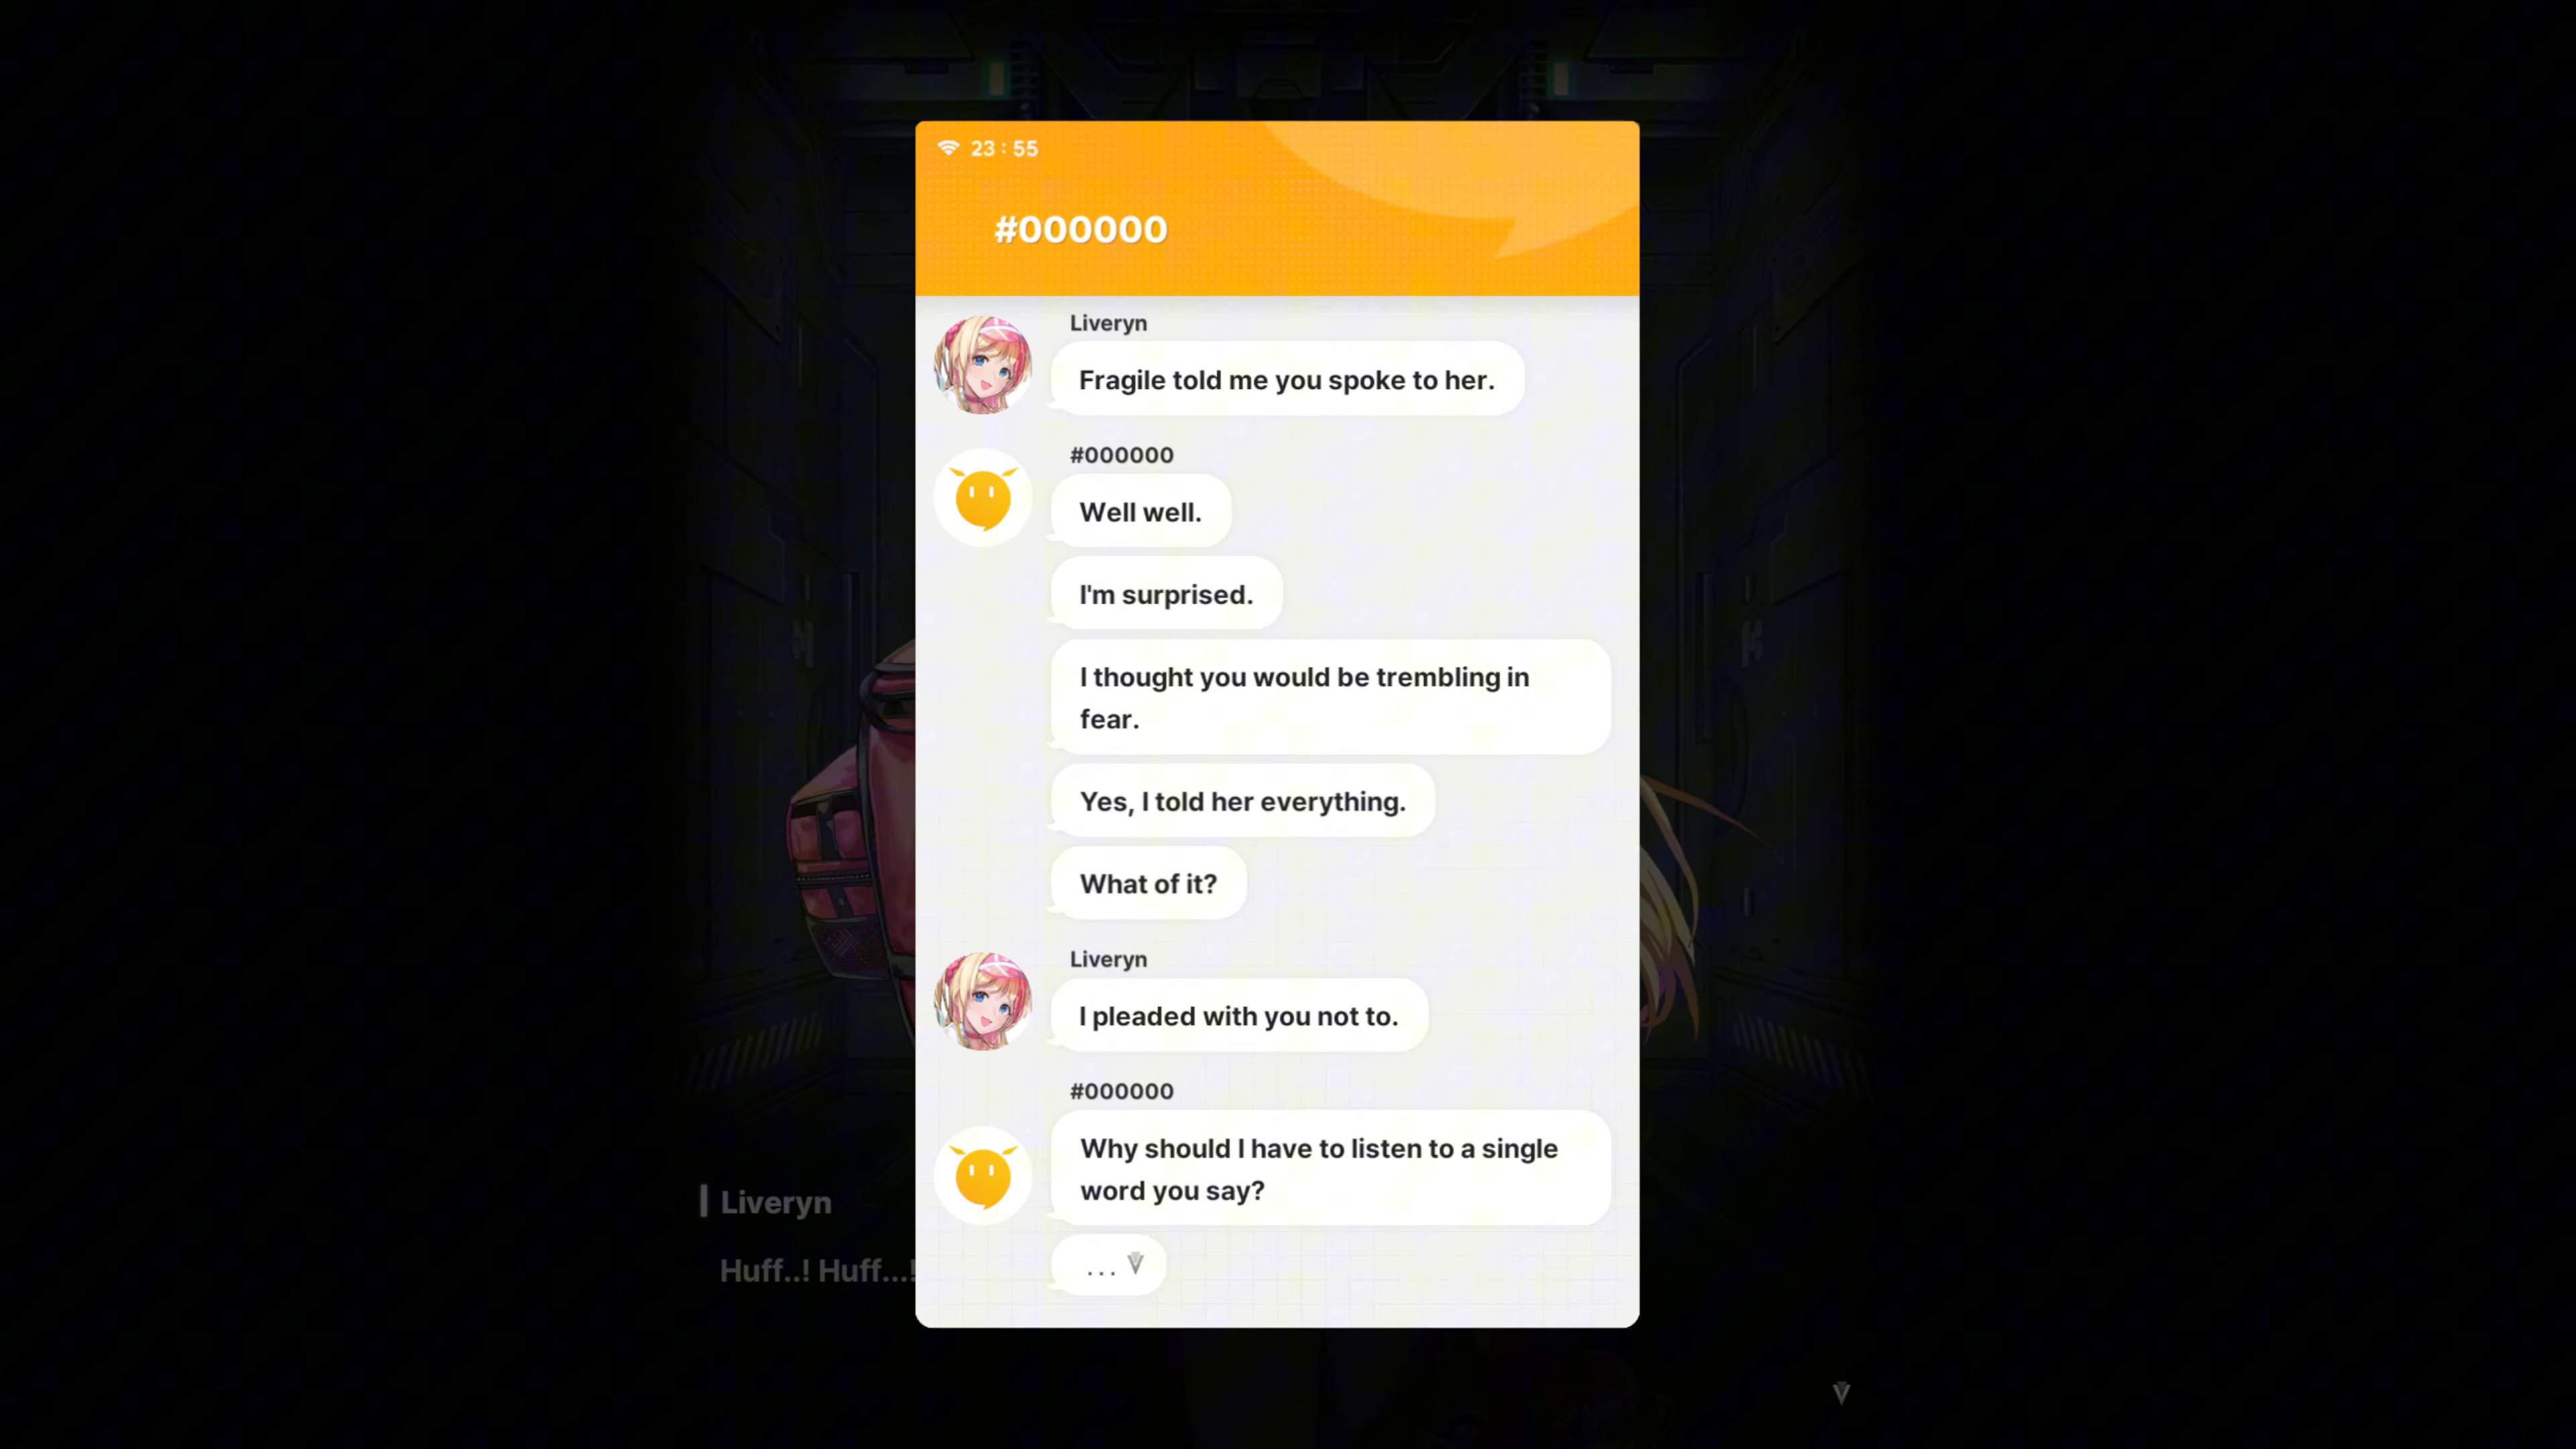 23 : 55
#000000
Liveryn
Fragile told me you spoke to her.
#000000
Well well.
I'm surprised.
I thought you would be trembling in
fear.
Yes, I told her everything.
What of it?
Liveryn
I pleaded with you not to.
#000000
Why should I have to listen to a single
word you say?
...
Liveryn
Huff..! Huff...!